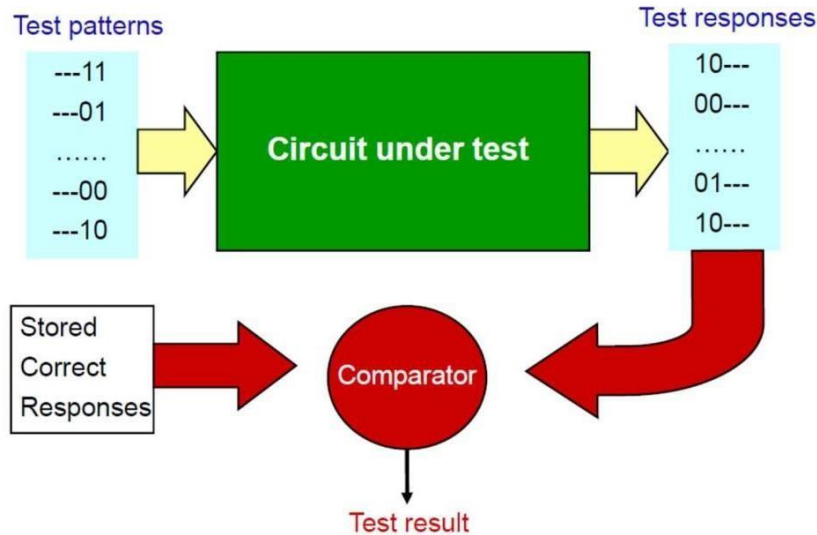 Test patterns
---11
---01
......
---00
---10
Circuit under test
Test responses
10---
00---
......
01---
10---
Stored
Correct
Responses
Comparator
Test result